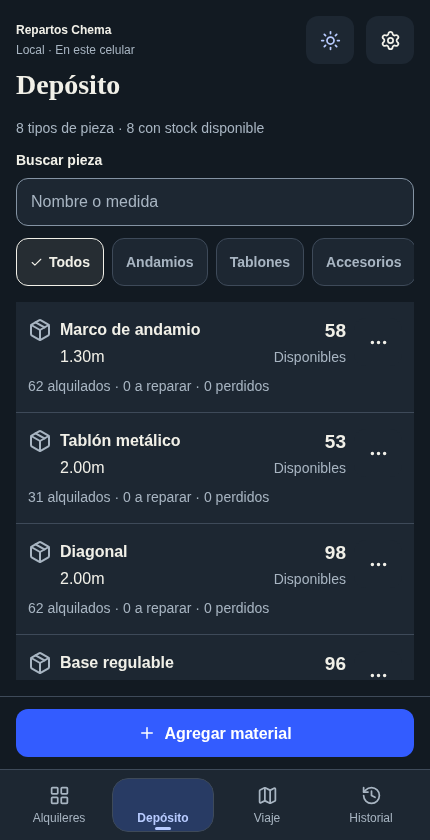 Repartos Chema
Local · En este celular
Depósito
8 tipos de pieza · 8 con stock disponible
Buscar pieza
Nombre o medida
Todos
Andamios
Tablones
Accesorios
Marco de andamio
58
1.30m
Disponibles
62 alquilados · 0 a reparar · 0 perdidos
Tablón metálico
53
2.00m
Disponibles
31 alquilados · 0 a reparar · 0 perdidos
Diagonal
98
2.00m
Disponibles
62 alquilados · 0 a reparar · 0 perdidos
Base regulable
96
Agregar material
Alquileres
Depósito
Viaje
Historial